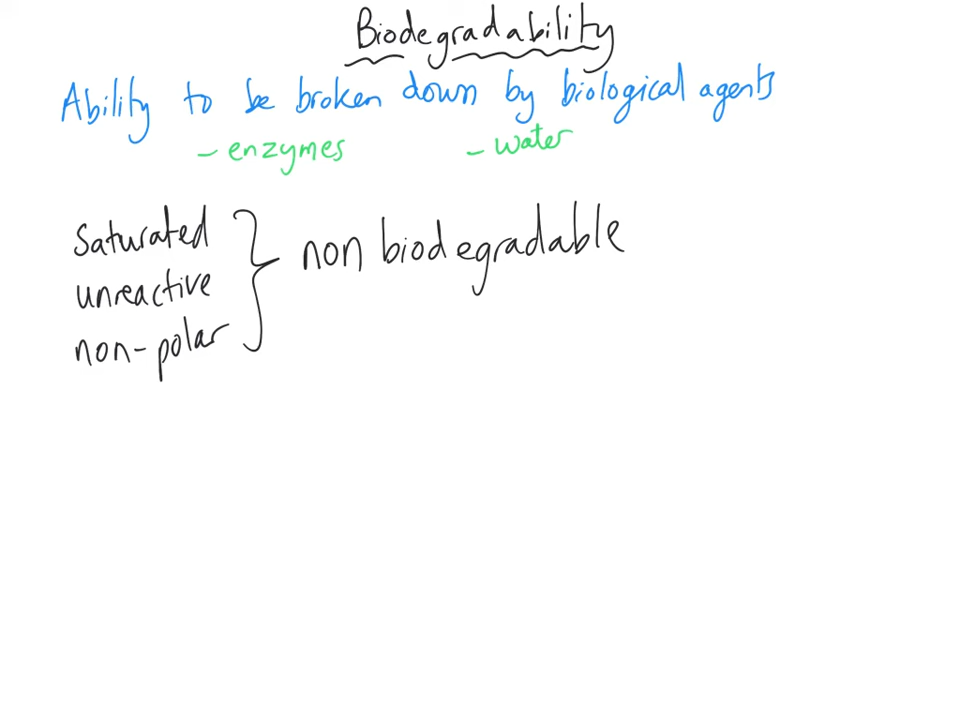 Biodegradability
Ability to be broken down by biological agents
- enzymes - water
saturated
unreactive
non-polar
non biodegradable